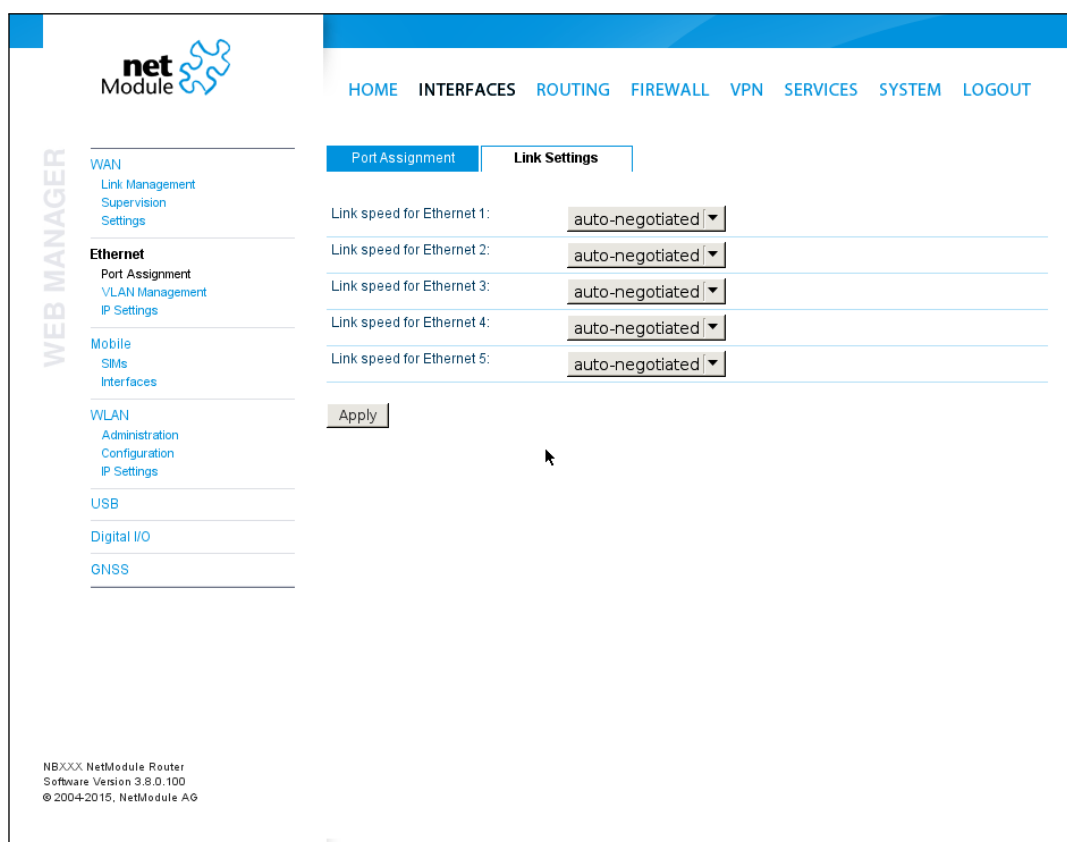 net
Module
HOME INTERFACES ROUTING FIREWALL VPN SERVICES SYSTEM LOGOUT
WEB MANAGER
WAN
Link Management
Supervision
Settings
Ethernet
Port Assignment
VLAN Management
IP Settings
Mobile
SIMs
Interfaces
WLAN
Administration
Configuration
IP Settings
USB
Digital I/O
GNSS
Port Assignment Link Settings
Link speed for Ethernet 1: auto-negotiated
Link speed for Ethernet 2: auto-negotiated
Link speed for Ethernet 3: auto-negotiated
Link speed for Ethernet 4: auto-negotiated
Link speed for Ethernet 5: auto-negotiated
Apply
NBXXX NetModule Router
Software Version 3.8.0.100
© 2004-2015, NetModule AG